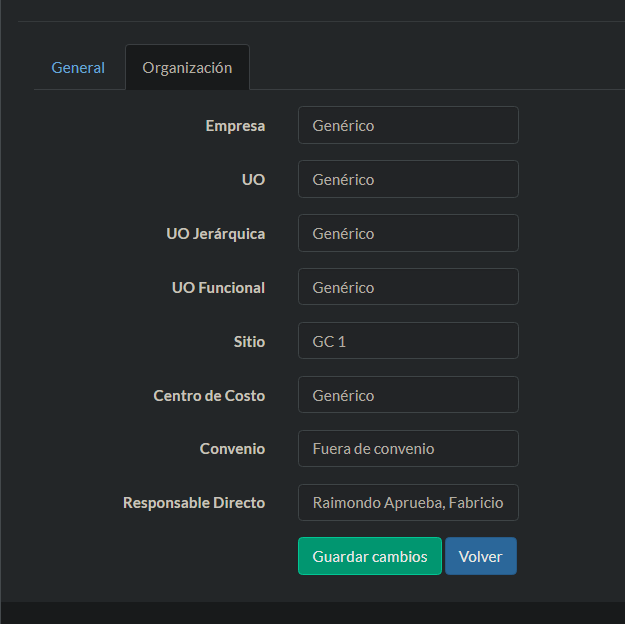 General
Organización
Empresa Genérico
UO Genérico
UO Jerárquica Genérico
UO Funcional Genérico
Sitio GC 1
Centro de Costo Genérico
Convenio Fuera de convenio
Responsable Directo Raimondo Aprueba, Fabricio
Guardar cambios Volver